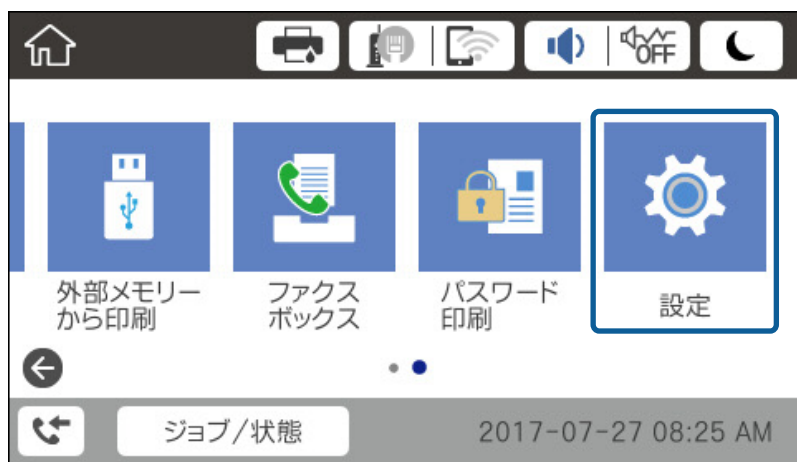 OFF
外部メモリー
から印刷
ファクス
ボックス
パスワード
印刷
設定
ジョブ/状態
2017-07-27 08:25 AM